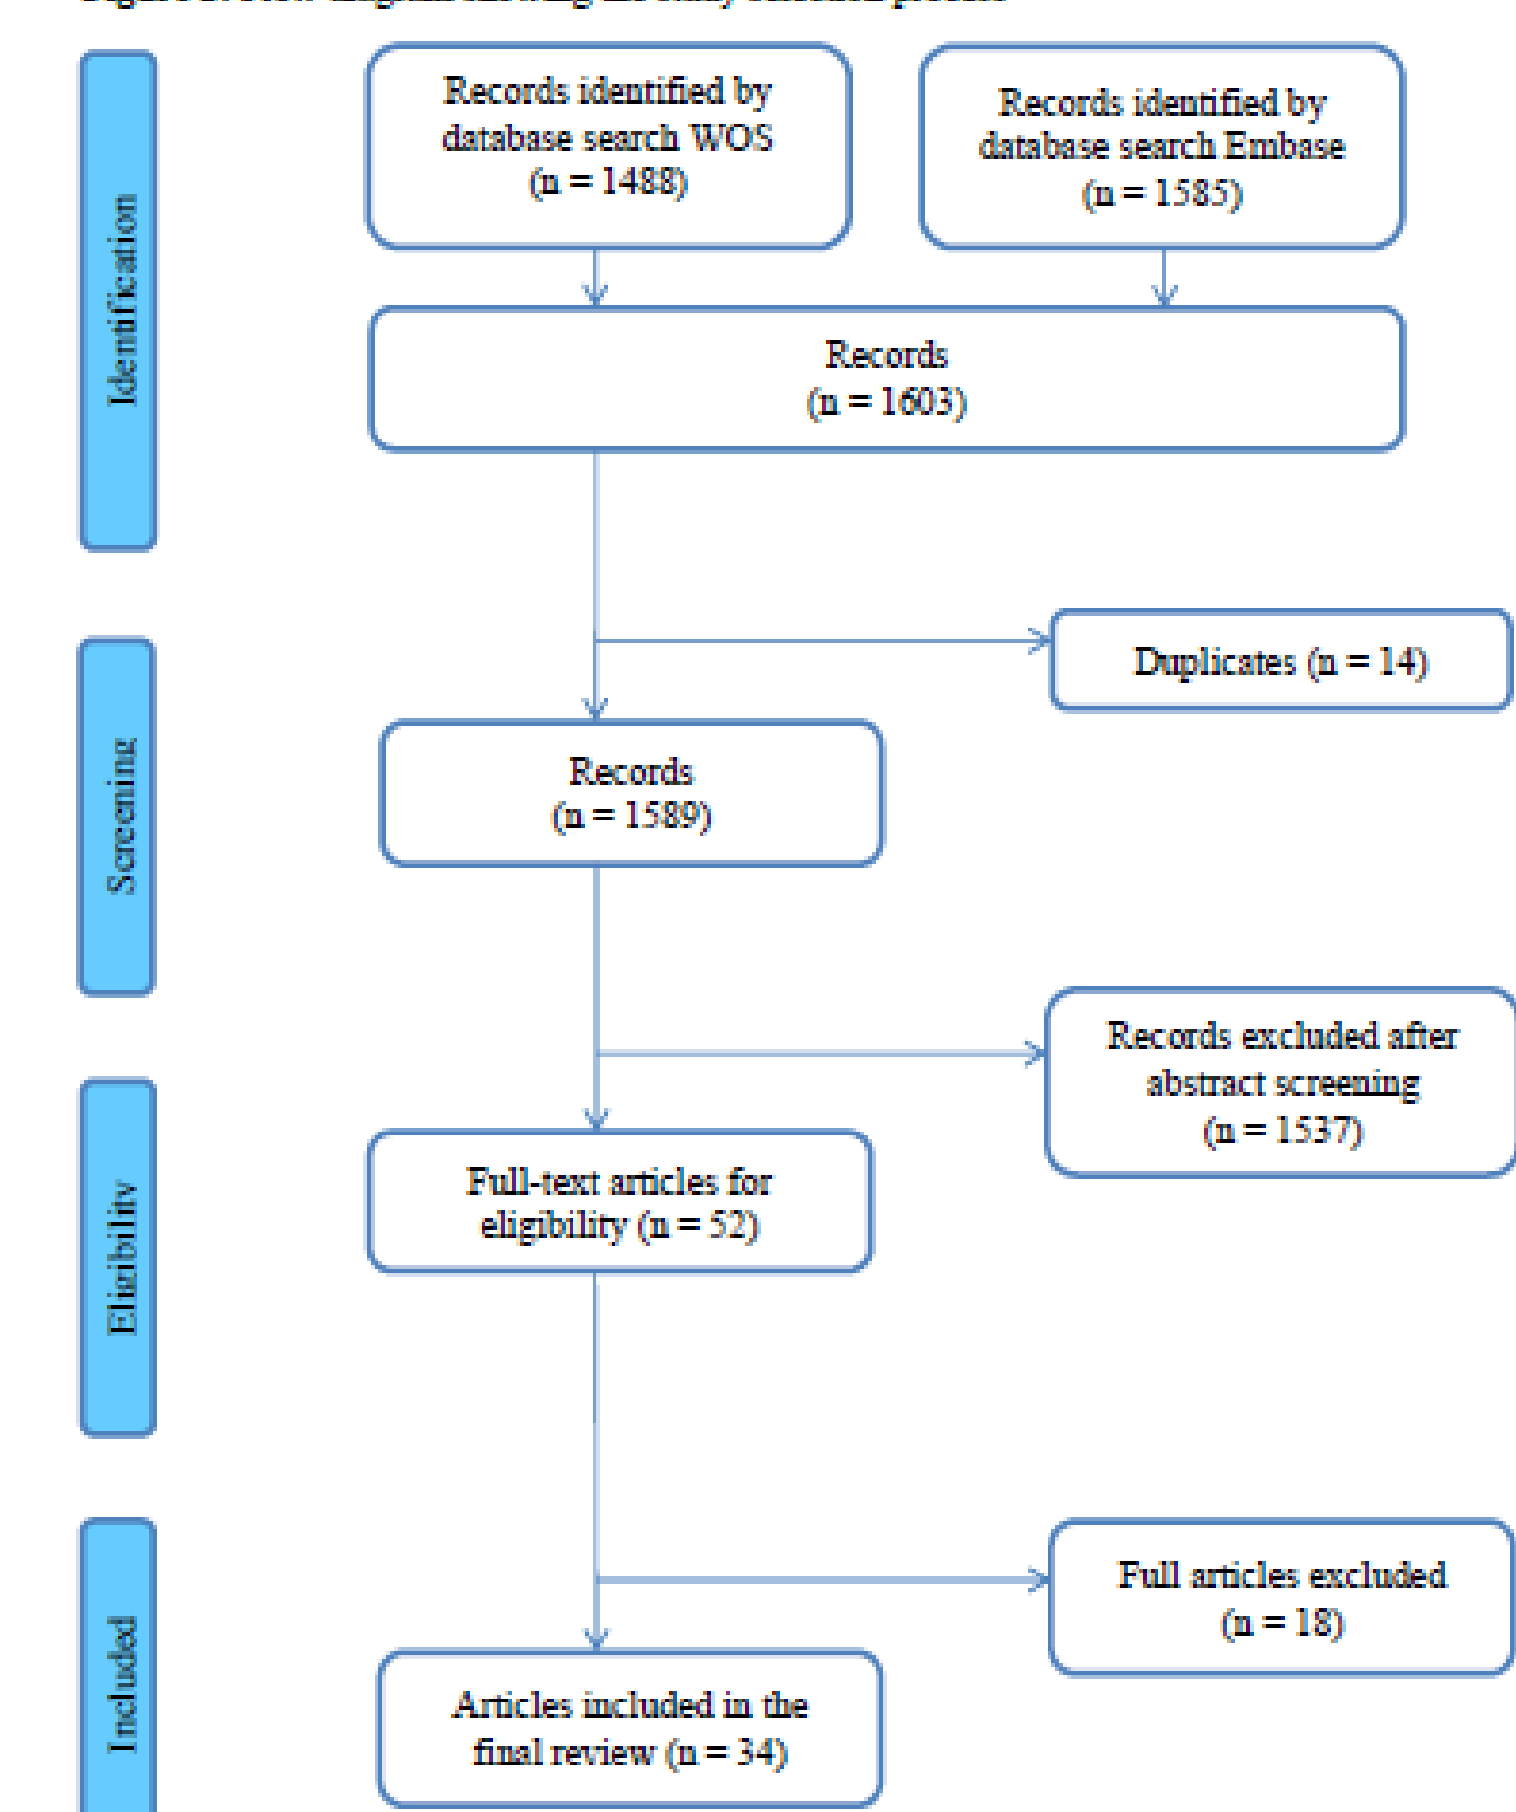 Identification
Records identified by
database search WOS
(n = 1488)
Records identified by
database search Embase
(n = 1585)
Records
(n = 1603)
Screening
Duplicates (n = 14)
Records
(n = 1589)
Records excluded after
abstract screening
(n = 1537)
Eligibility
Full-text articles for
eligibility (n = 52)
Included
Full articles excluded
(n = 18)
Articles included in the
final review (n = 34)